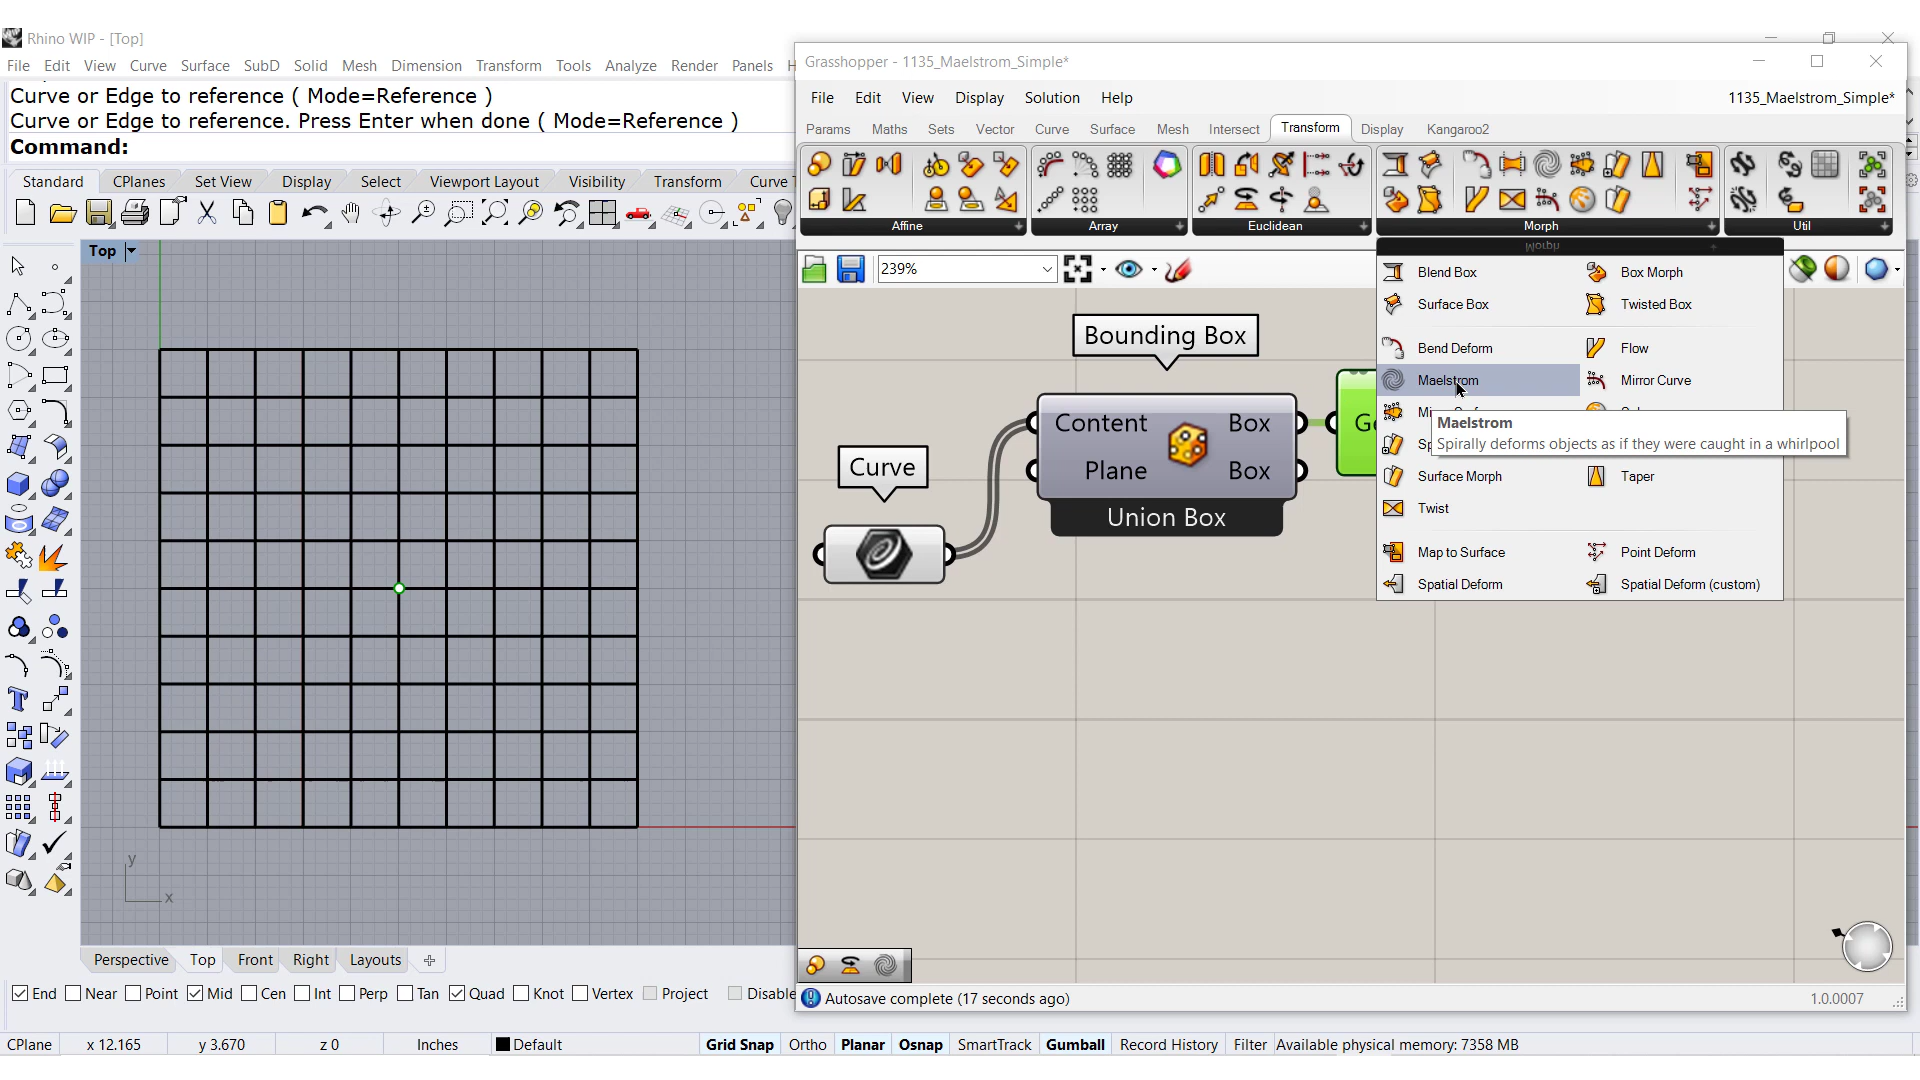 Rhino WIP - [Top]
File Edit View Curve Surface SubD Solid Mesh Dimension Transform Tools Analyze Render Panels H
Curve or Edge to reference ( Mode=Reference )
Curve or Edge to reference. Press Enter when done ( Mode=Reference )
Command:
Standard CPlanes Set View Display Select Viewport Layout Visibility Transform Curve T
Top
y
x
Perspective Top Front Right Layouts
End Near Point Mid Cen Int Perp Tan Quad Knot Vertex Project Disable
CPlane x 12.165 y 3.670 z 0 Inches Default Grid Snap Ortho Planar Osnap SmartTrack Gumball Record History Filter Available physical memory: 7358 MB
Grasshopper - 1135_Maelstrom_Simple*
File Edit View Display Solution Help 1135_Maelstrom_Simple*
Params Maths Sets Vector Curve Surface Mesh Intersect Transform Display Kangaroo2
Affine Array Euclidean Morph Util
239%
Morph
Blend Box Box Morph
Surface Box Twisted Box
Bend Deform Flow
Maelstrom Mirror Curve
Mi
Maelstrom
Spirally deforms objects as if they were caught in a whirlpool
Sp
Surface Morph Taper
Twist
Map to Surface Point Deform
Spatial Deform Spatial Deform (custom)
Bounding Box
Content Box
Plane Box
Union Box
Ge
Curve
Autosave complete (17 seconds ago) 1.0.0007